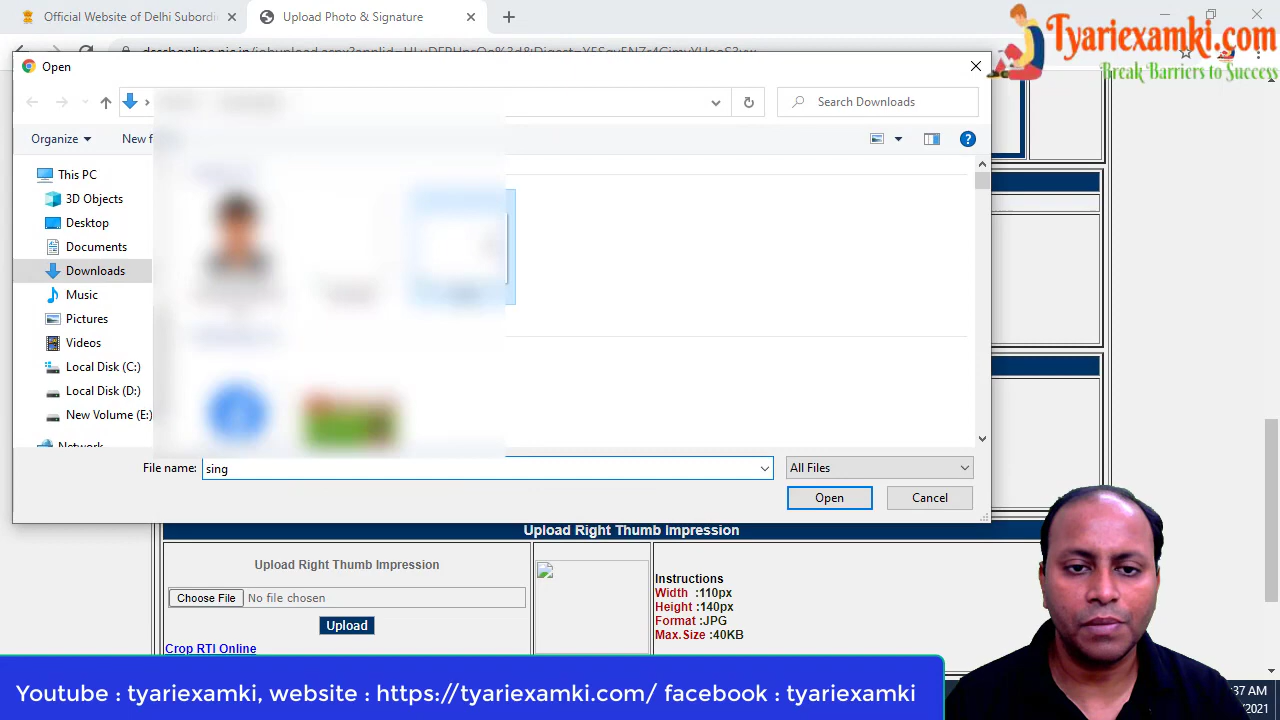 Official Website of Delhi Subordi
Upload Photo & Signature
Tyariexamki.com
Break Barriers to Success
Open
Search Downloads
Organize
New f
This PC
3D Objects
Desktop
Documents
Downloads
Music
Pictures
Videos
Local Disk (C:)
Local Disk (D:)
New Volume (E:)
Network
File name:
sing
All Files
Open
Cancel
Upload Right Thumb Impression
Upload Right Thumb Impression
Choose File No file chosen
Upload
Crop RTI Online
Instructions
Width :110px
Height :140px
Format :JPG
Max.Size :40KB
:37 AM
/2021
Youtube : tyariexamki, website : https://tyariexamki.com/ facebook : tyariexamki